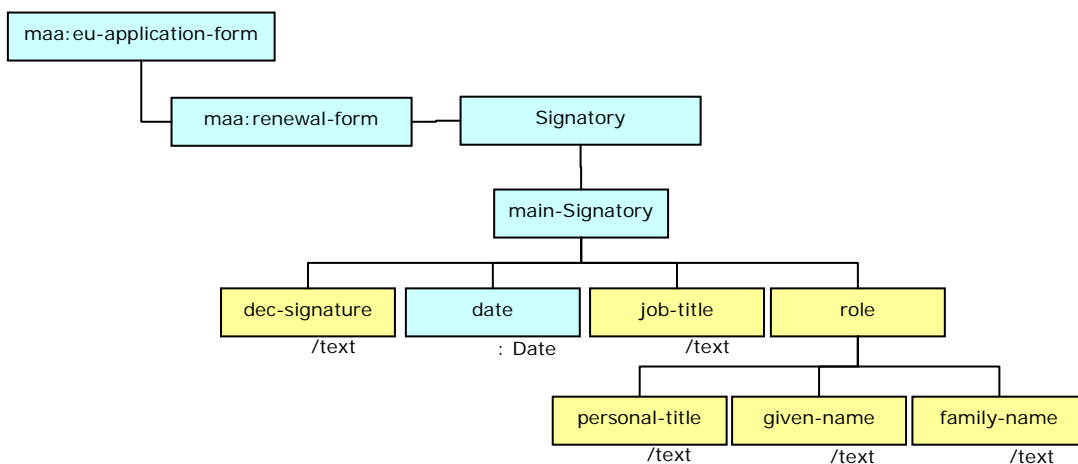 maa:eu-application-form
maa:renewal-form
Signatory
main-Signatory
dec-signature
date
job-title
role
/text
: Date
/text
personal-title
given-name
family-name
/text
/text
/text